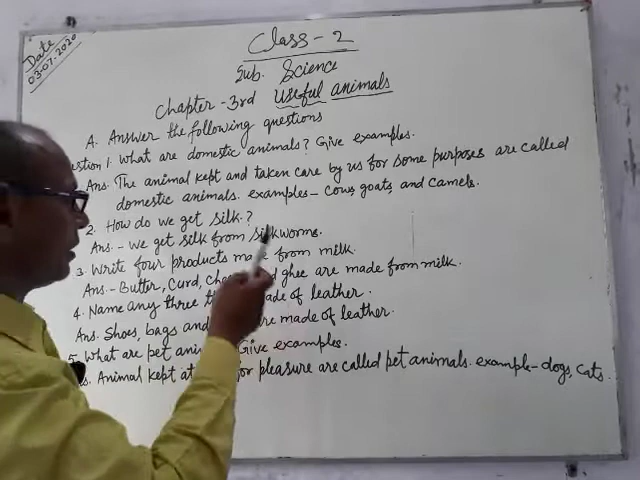 Date
03-07-2020
Class-2
Sub. Science
Chapter-3rd Useful animals
A. Answer the following questions
estion 1. What are domestic animals? Give examples.
Ans. The animal kept and taken care by us for some purposes are called
domestic animals. examples- cows, goats, and camels.
2. How do we get silk.?
Ans.- we get silk from silkworms.
3. Write four products made from milk.
Ans.- Butter, Curd, ghee are made from milk.
4. Name any three made of leather.
Ans. Shoes, bags and made of leather.
5. What are pet Give examples.
Animal kept for pleasure are called pet animals. example- dogs, cats.